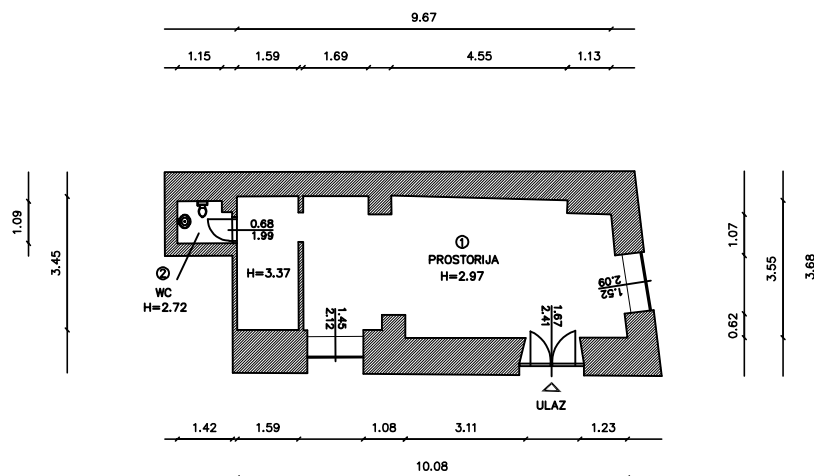 9.67
1.15 1.59 1.69 4.55 1.13
1.09
3.45
0.68
1.99
① PROSTORIJA
H=2.97
H=3.37
② WC
H=2.72
1.07
3.55
3.68
2.09
1.52
0.62
1.45
2.12
1.67
2.41
ULAZ
1.42 1.59 1.08 3.11 1.23
10.08